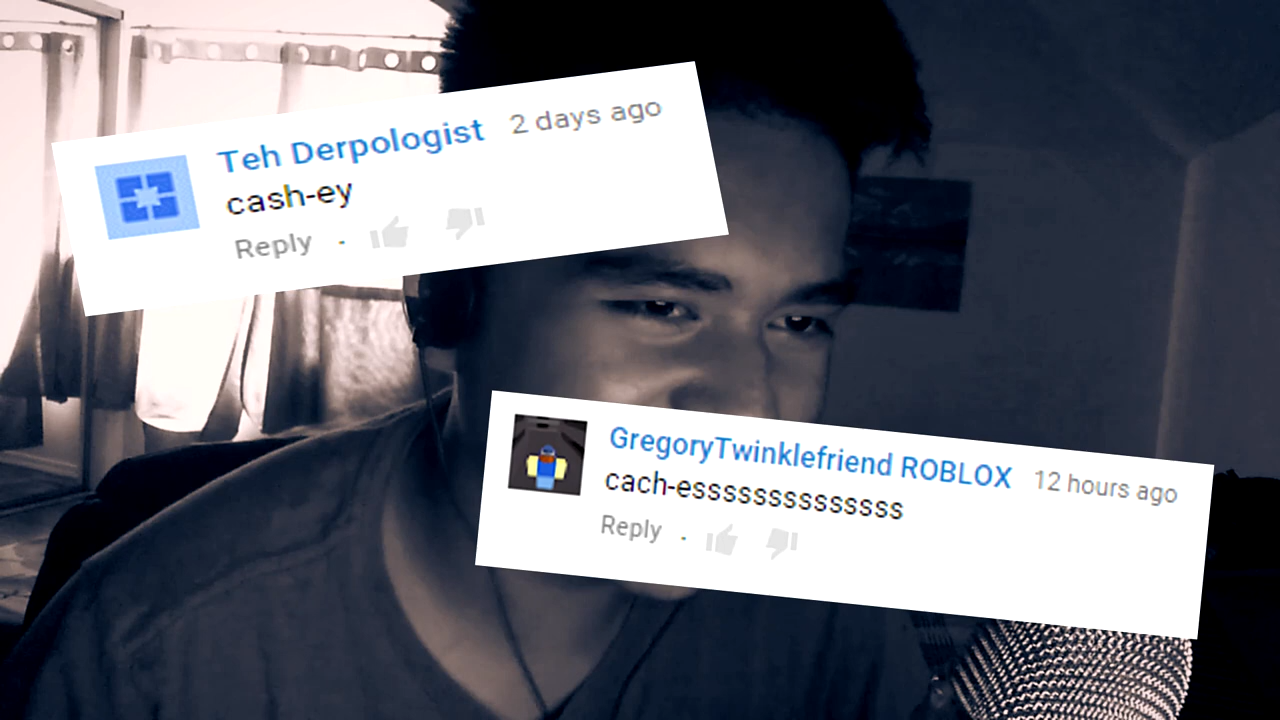 Teh Derpologist 2 days ago
cash-ey
Reply
GregoryTwinklefriend ROBLOX 12 hours ago
cach-essssssssssssss
Reply